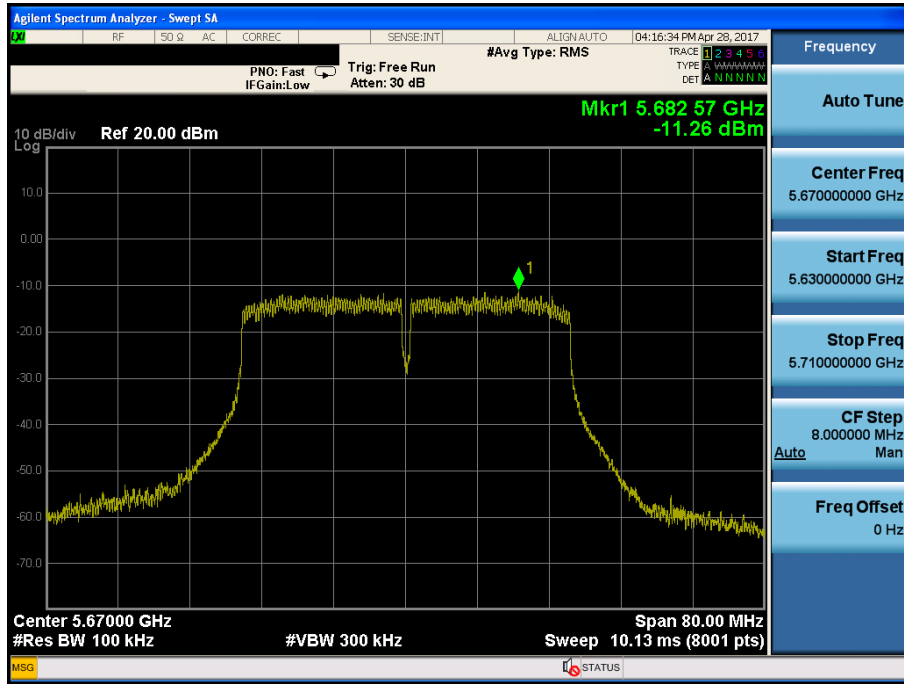 Agilent Spectrum Analyzer - Swept SA
LXI RF 50 Ω AC CORREC SENSE:INT ALIGN AUTO 04:16:34 PM Apr 28, 2017
#Avg Type: RMS
TRACE 1 2 3 4 5 6
PNO: Fast Trig: Free Run
TYPE A WWWWW
IFGain:Low Atten: 30 dB
DET A N N N N N
Mkr1 5.682 57 GHz
-11.26 dBm
10 dB/div Ref 20.00 dBm
Log
10.0
0.00
1
-10.0
-20.0
-30.0
-40.0
-50.0
-60.0
-70.0
Center 5.67000 GHz Span 80.00 MHz
#Res BW 100 kHz #VBW 300 kHz Sweep 10.13 ms (8001 pts)
MSG STATUS
Frequency
Auto Tune
Center Freq
5.670000000 GHz
Start Freq
5.630000000 GHz
Stop Freq
5.710000000 GHz
CF Step
8.000000 MHz
Auto Man
Freq Offset
0 Hz